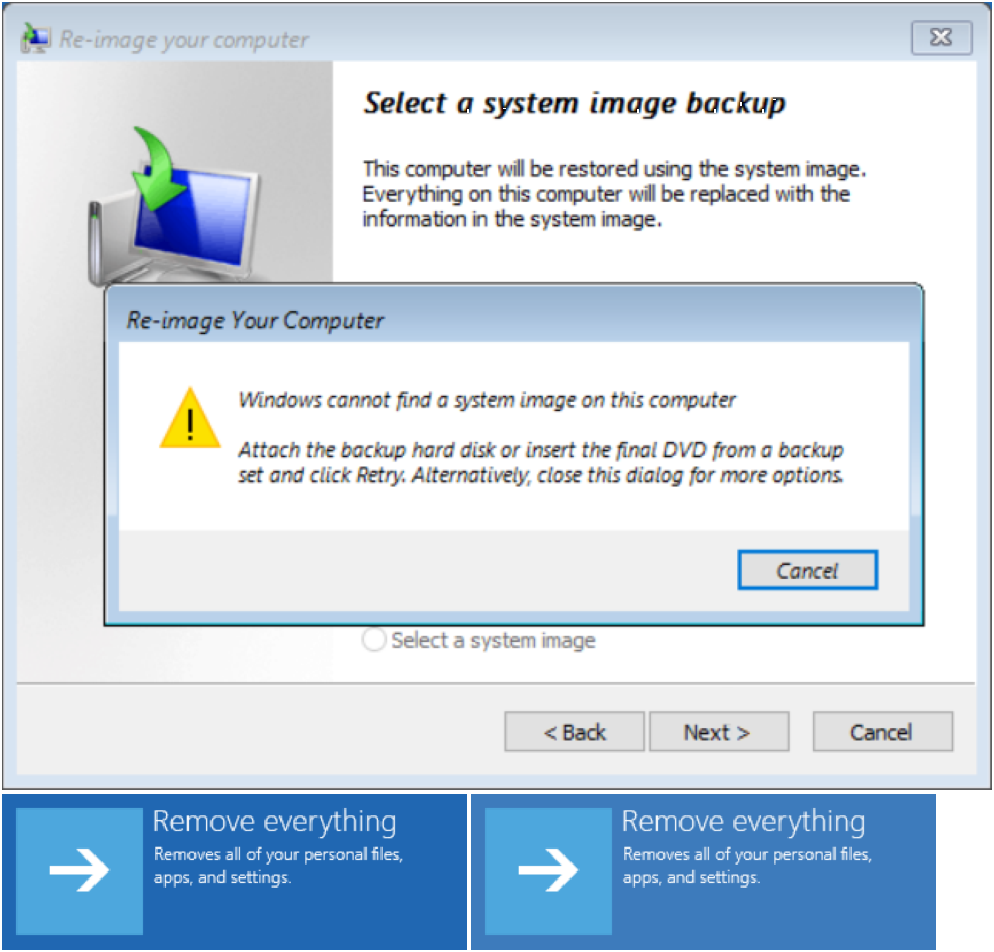 Re-image your computer
Select a system image backup
This computer will be restored using the system image.
Everything on this computer will be replaced with the
information in the system image.
Re-image Your Computer
Windows cannot find a system image on this computer
Attach the backup hard disk or insert the final DVD from a backup
set and click Retry. Alternatively, close this dialog for more options.
Cancel
Select a system image
< Back
Next >
Cancel
Remove everything
Removes all of your personal files,
apps, and settings.
Remove everything
Removes all of your personal files,
apps, and settings.